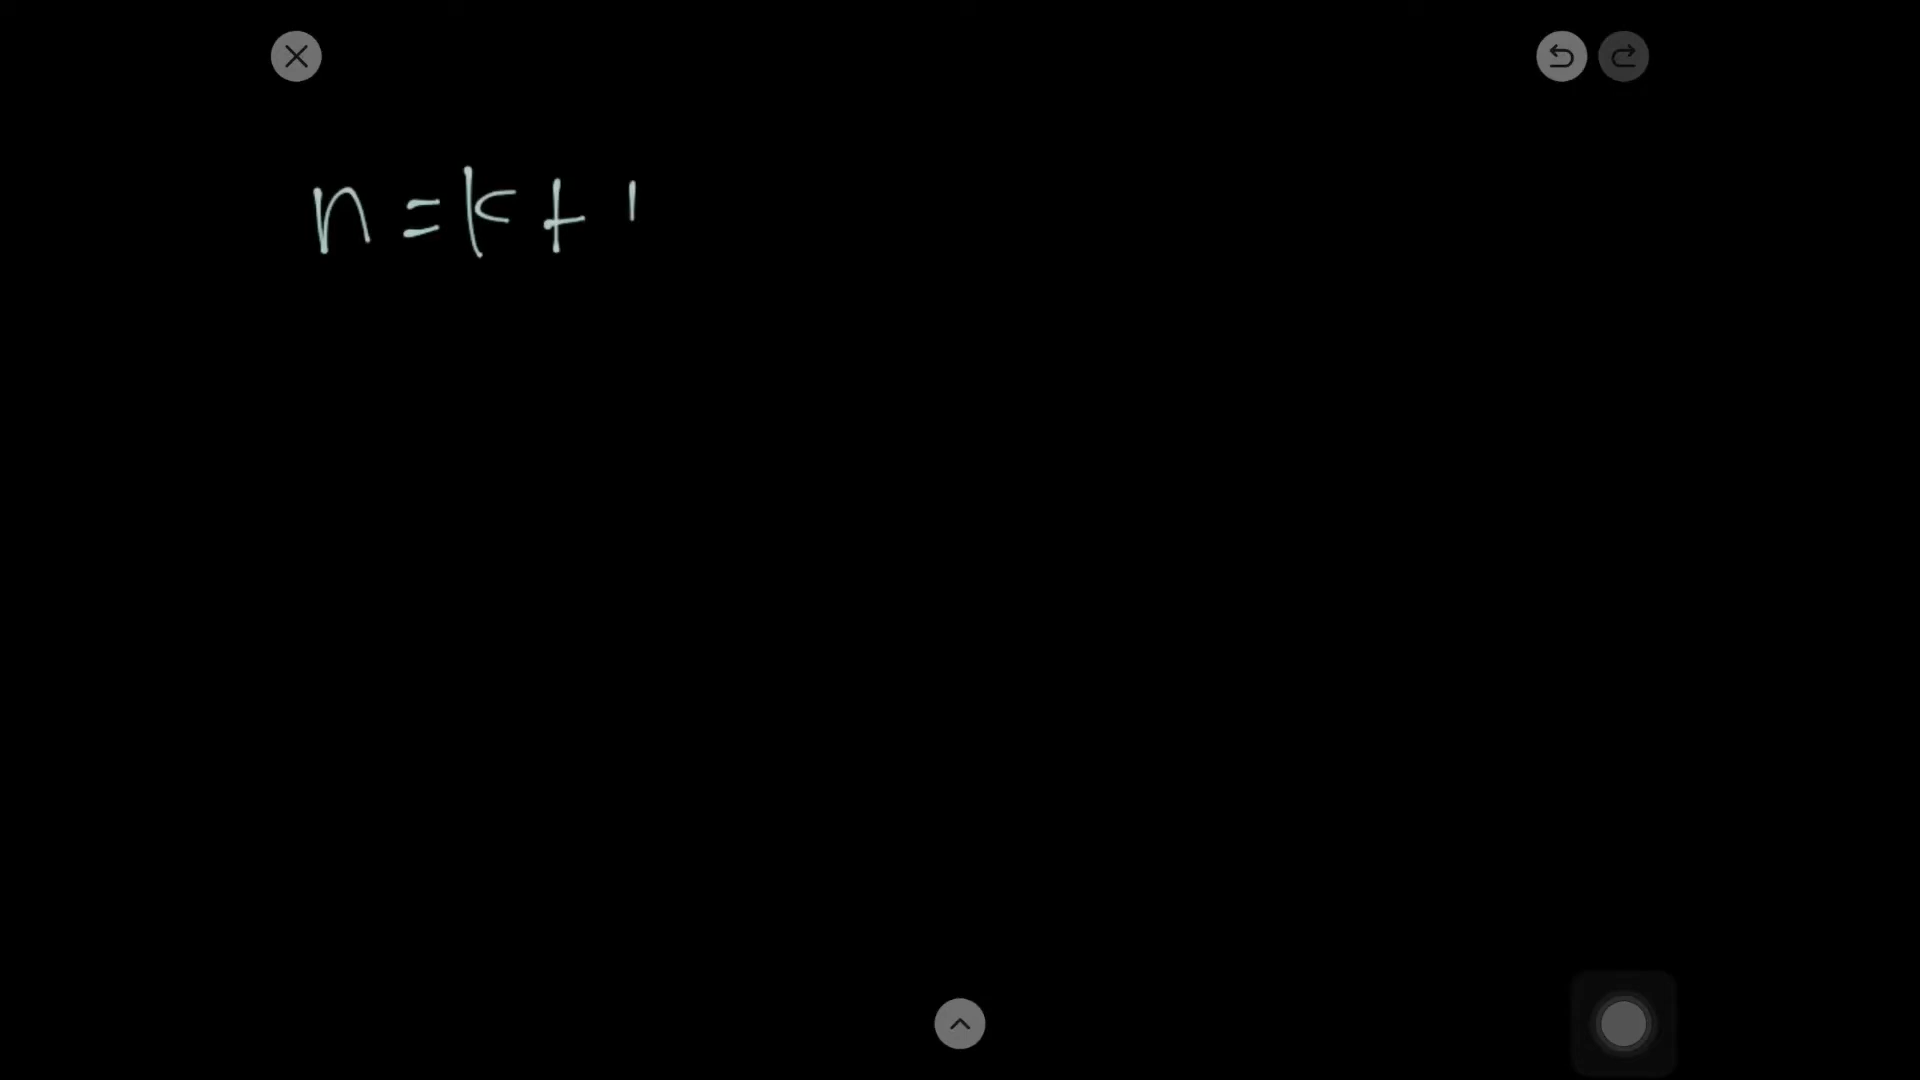 n = k + 1